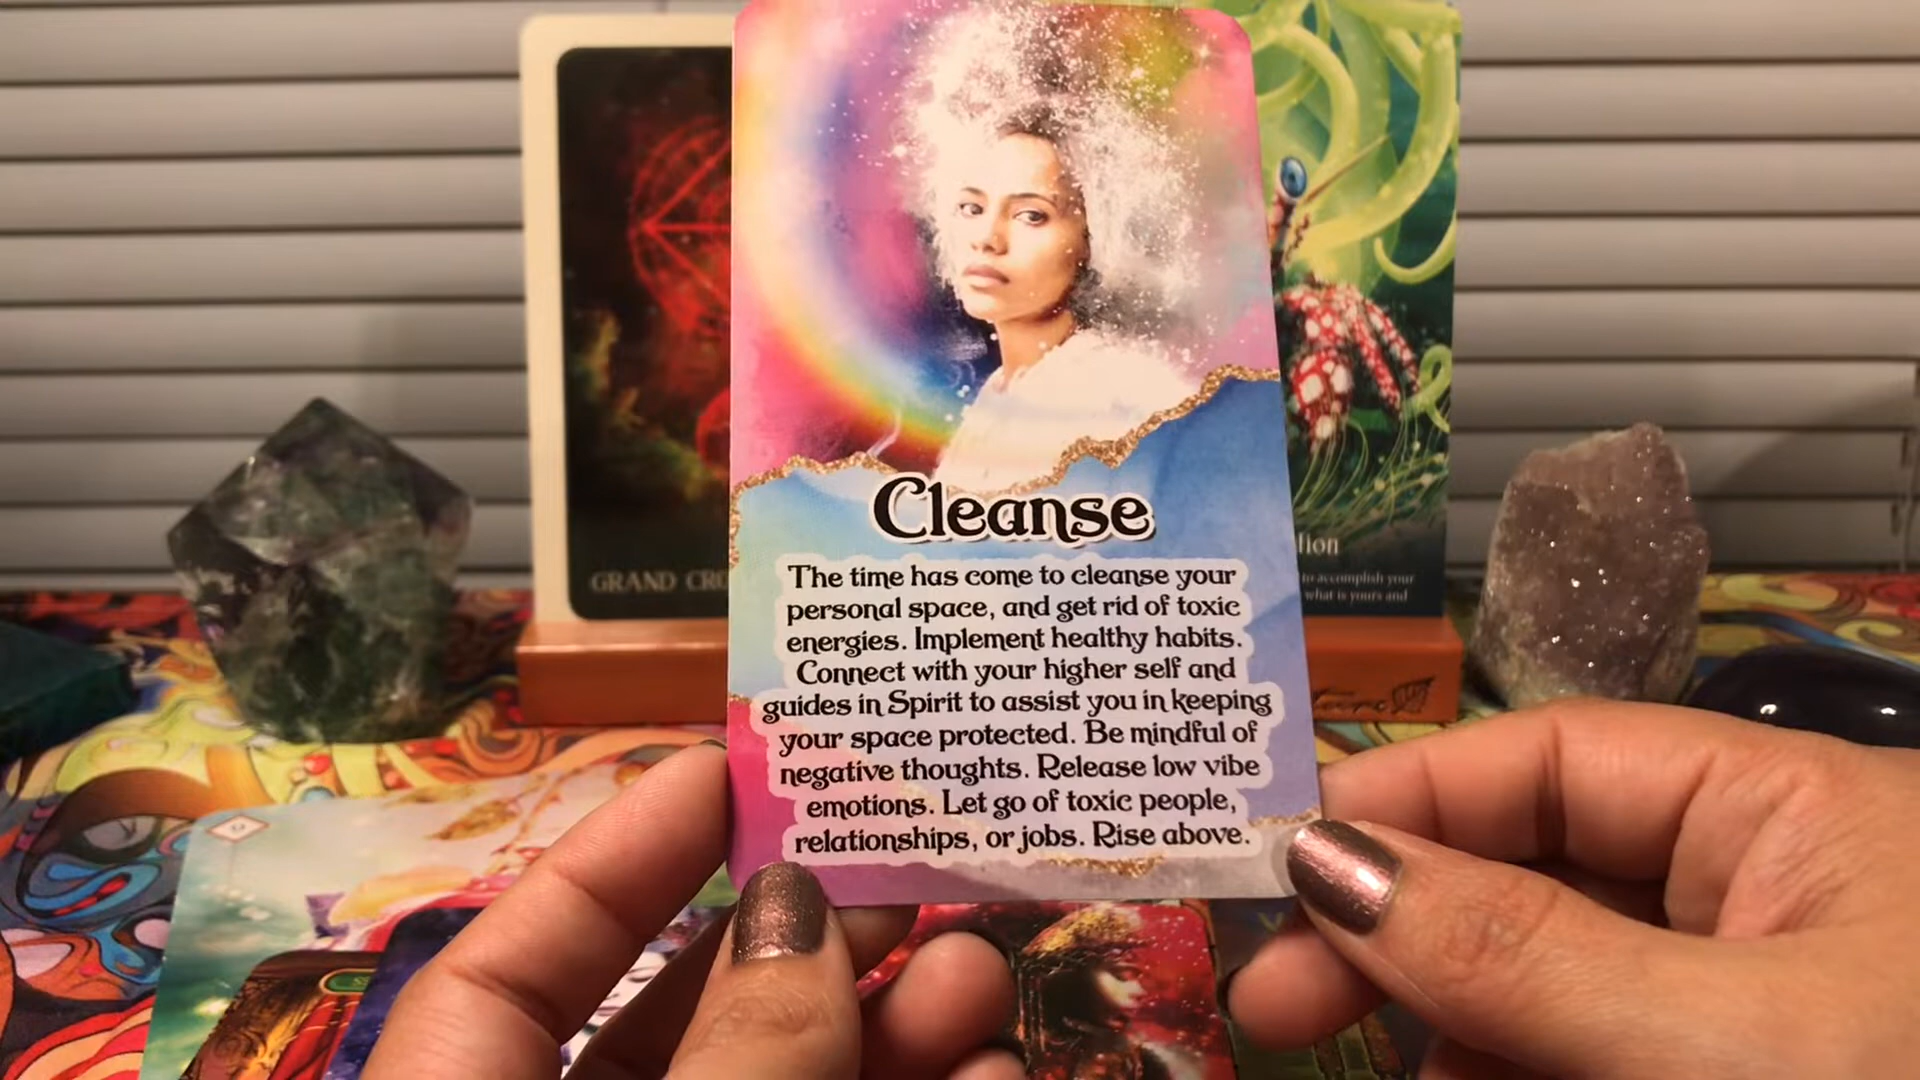 Cleanse
The time has come to cleanse your
personal space, and get rid of toxic
energies. Implement healthy habits.
Connect with your higher self and
guides in Spirit to assist you in keeping
your space protected. Be mindful of
negative thoughts. Release low vibe
emotions. Let go of toxic people,
relationships, or jobs. Rise above.
GRAND CRO
lion
to accomplish your
what is yours and